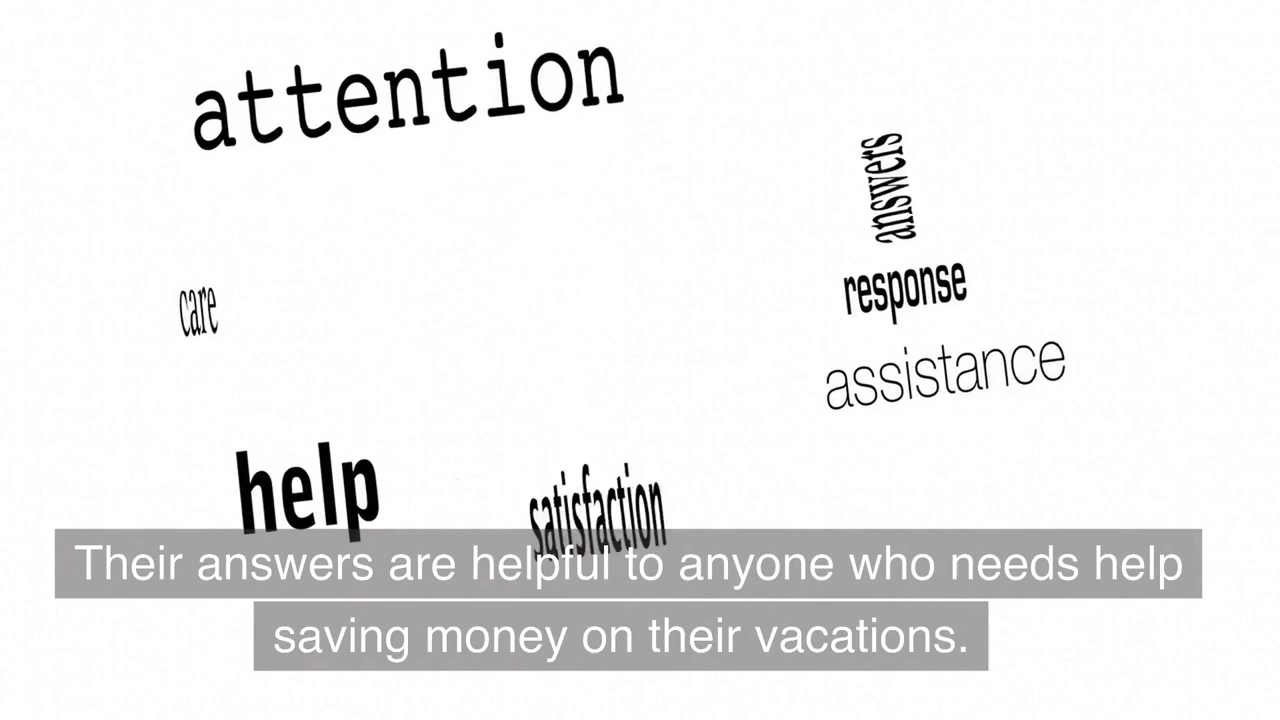 attention
answers
response
care
assistance
help
satisfaction
Their answers are helpful to anyone who needs help
saving money on their vacations.